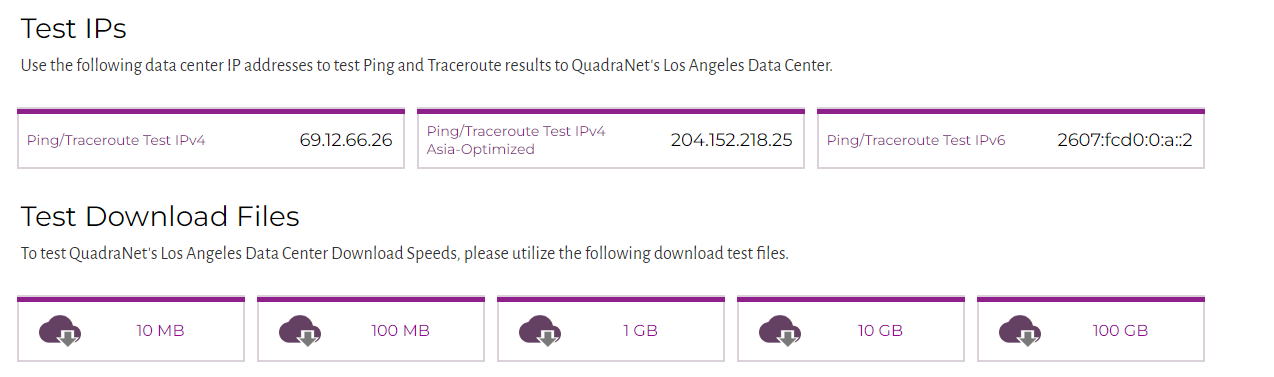 Test IPs
Use the following data center IP addresses to test Ping and Traceroute results to QuadraNet's Los Angeles Data Center.
Ping/Traceroute Test IPv4 69.12.66.26
Ping/Traceroute Test IPv4
Asia-Optimized 204.152.218.25
Ping/Traceroute Test IPv6 2607:fcd0:0:a::2
Test Download Files
To test QuadraNet's Los Angeles Data Center Download Speeds, please utilize the following download test files.
10 MB
100 MB
1 GB
10 GB
100 GB